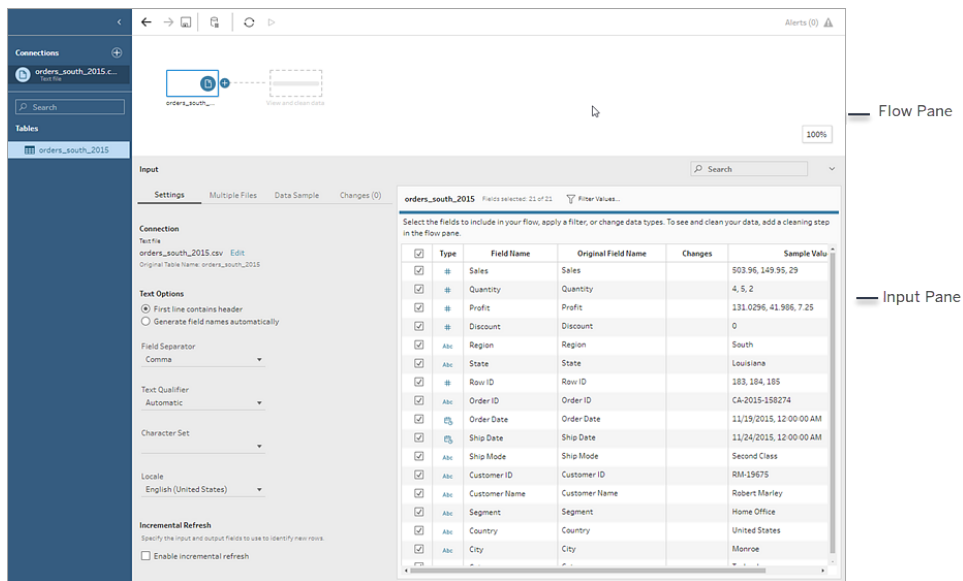 Alerts (0)
Connections
orders_south_2015.c...
Text file
Search
Tables
orders_south_2015
orders_south_...
View and clean data
100%
Flow Pane
Input
Search
Settings
Multiple Files
Data Sample
Changes (0)
Connection
Text file
orders_south_2015.csv Edit
Original Table Name: orders_south_2015
Text Options
First line contains header
Generate field names automatically
Field Separator
Comma
Text Qualifier
Automatic
Character Set
Locale
English (United States)
Incremental Refresh
Specify the input and output fields to use to identify new rows.
Enable incremental refresh
orders_south_2015 Fields selected: 21 of 21 Filter Values...
Select the fields to include in your flow, apply a filter, or change data types. To see and clean your data, add a cleaning step
in the flow pane.
Type Field Name Original Field Name Changes Sample Valu
# Sales Sales 503.96, 149.95, 29
# Quantity Quantity 4, 5, 2
# Profit Profit 131.0296, 41.986, 7.25
# Discount Discount 0
Abc Region Region South
Abc State State Louisiana
# Row ID Row ID 183, 184, 185
Abc Order ID Order ID CA-2015-158274
Order Date Order Date 11/19/2015, 12:00:00 AM
Ship Date Ship Date 11/24/2015, 12:00:00 AM
Abc Ship Mode Ship Mode Second Class
Abc Customer ID Customer ID RM-19675
Abc Customer Name Customer Name Robert Marley
Abc Segment Segment Home Office
Abc Country Country United States
Abc City City Monroe
Input Pane